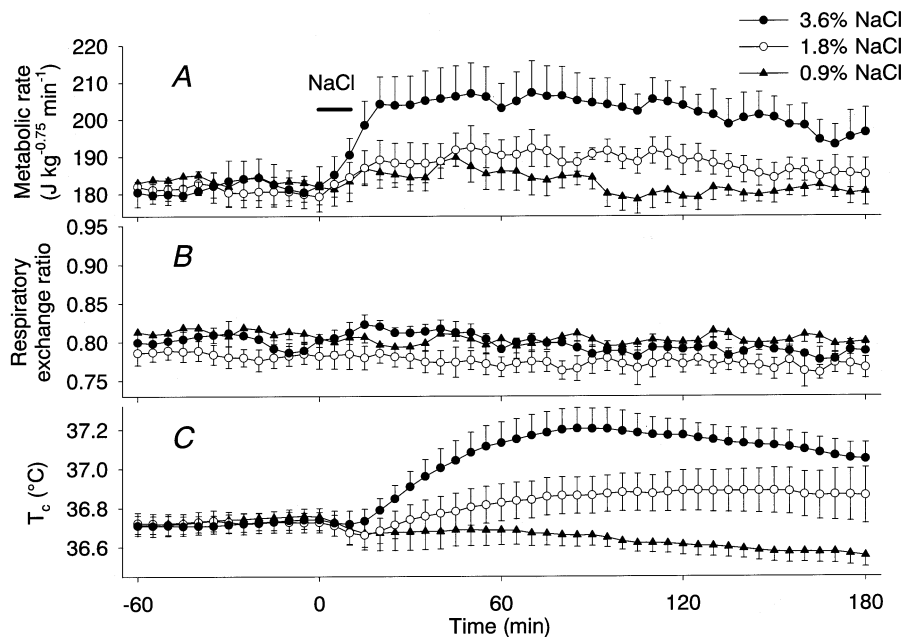 3.6% NaCl
1.8% NaCl
0.9% NaCl
A
NaCl
Metabolic rate
(J kg⁻⁰·⁷⁵ min⁻¹)
220
210
200
190
180
B
Respiratory
exchange ratio
0.95
0.90
0.85
0.80
0.75
C
Tc (°C)
37.2
37.0
36.8
36.6
-60
0
60
120
180
Time (min)